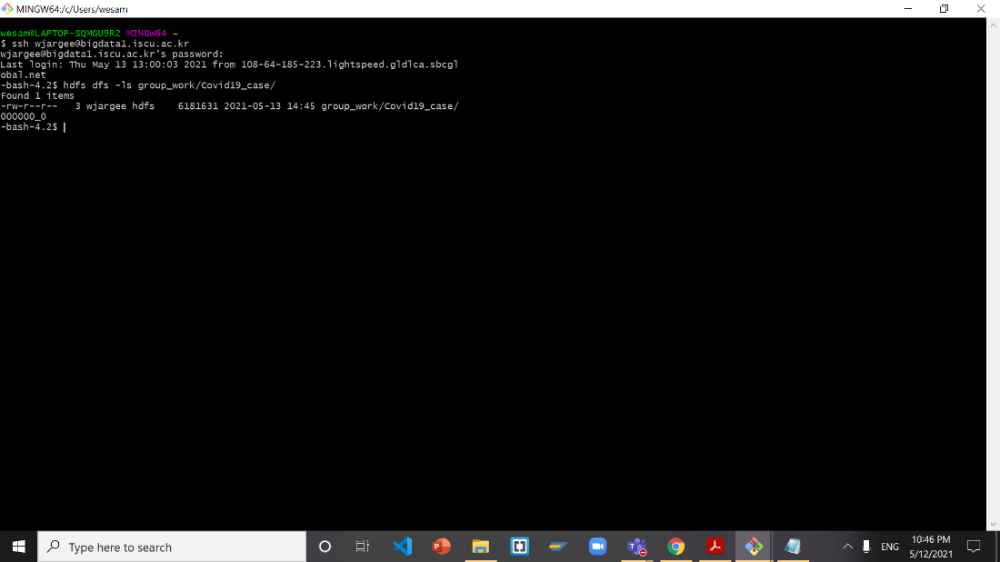 MINGW64:/c/Users/wesam
wesam@LAPTOP-SQMGU9R2 MINGW64 ~
$ ssh wjargee@bigdata1.iscu.ac.kr
wjargee@bigdata1.iscu.ac.kr's password:
Last login: Thu May 13 13:00:03 2021 from 108-64-185-223.lightspeed.gldlca.sbcgl
obal.net
-bash-4.2$ hdfs dfs -ls group_work/Covid19_case/
Found 1 items
-rw-r--r--   3 wjargee hdfs    6181631 2021-05-13 14:45 group_work/Covid19_case/
000000_0
-bash-4.2$
Type here to search
ENG
10:46 PM
5/12/2021